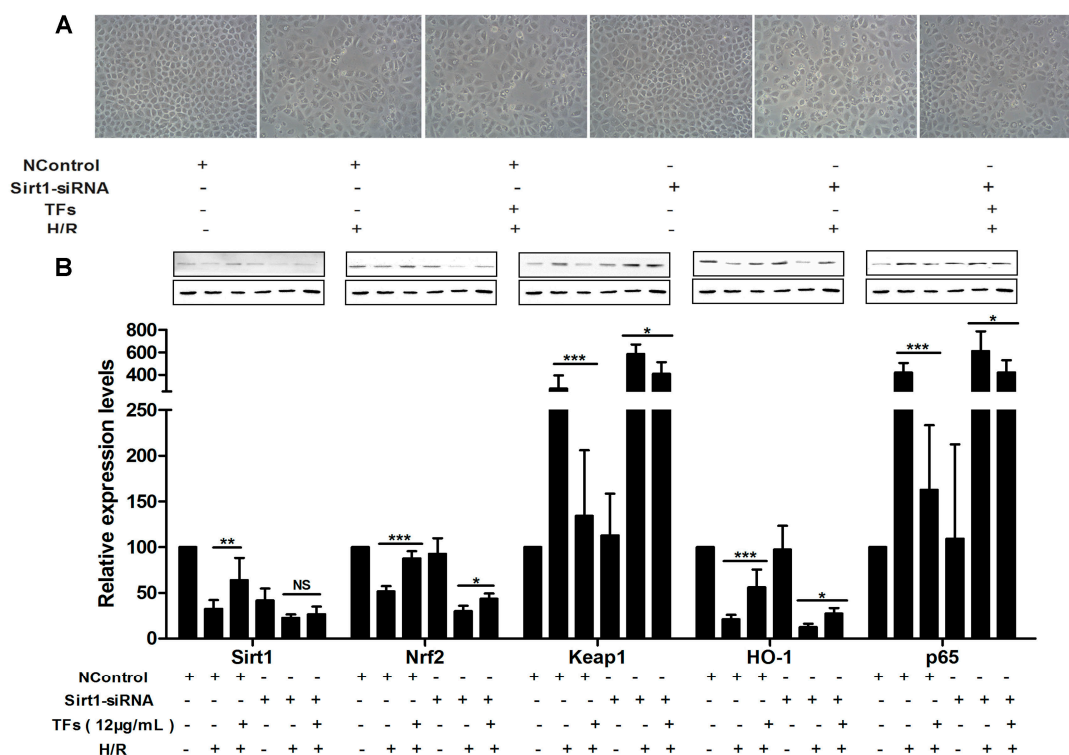 A
NControl + + + - - -
Sirt1-siRNA - - - + + +
TFs - - + - - +
H/R - + + - + +
B
800
600
400
250
200
150
100
50
0
Relative expression levels
** NS *** * *** * *** * *** *
Sirt1 Nrf2 Keap1 HO-1 p65
NControl + + + - - - + + + - - - + + + - - - + + + - - - + + + - - -
Sirt1-siRNA - - - + + + - - - + + + - - - + + + - - - + + + - - - + + +
TFs ( 12μg/mL ) - - + - - + - - + - - + - - + - - + - - + - - + - - + - - +
H/R - + + - + + - + + - + + - + + - + + - + + - + + - + + - + +